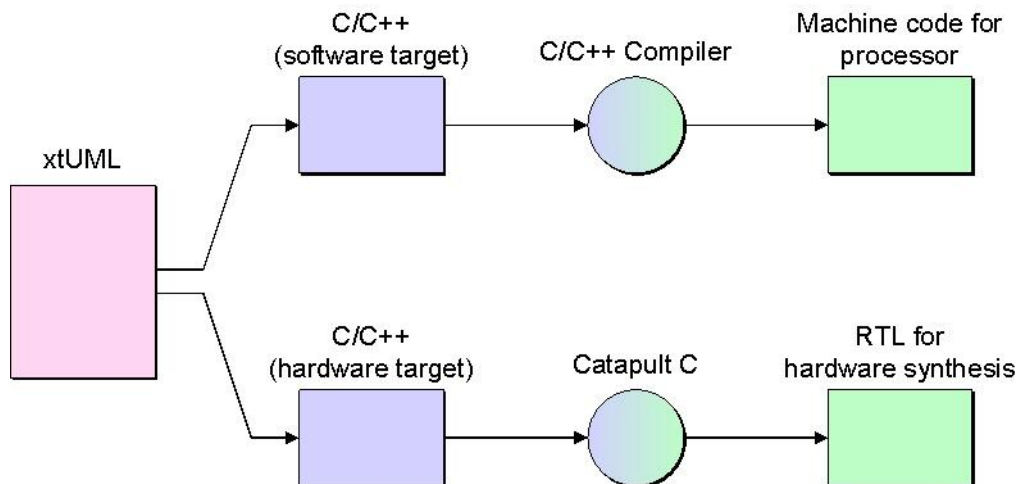 C/C++
(software target)
C/C++ Compiler
Machine code for
processor
xtUML
C/C++
(hardware target)
Catapult C
RTL for
hardware synthesis